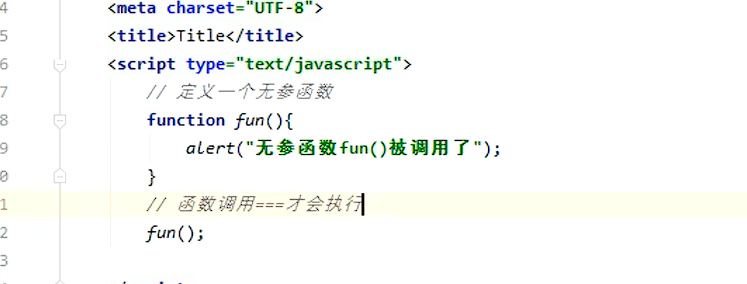 4 <meta charset="UTF-8">
5 <title>Title</title>
6 <script type="text/javascript">
7 // 定义一个无参函数
8 function fun(){
9 alert("无参函数fun()被调用了");
0 }
1 // 函数调用===才会执行
2 fun();
3